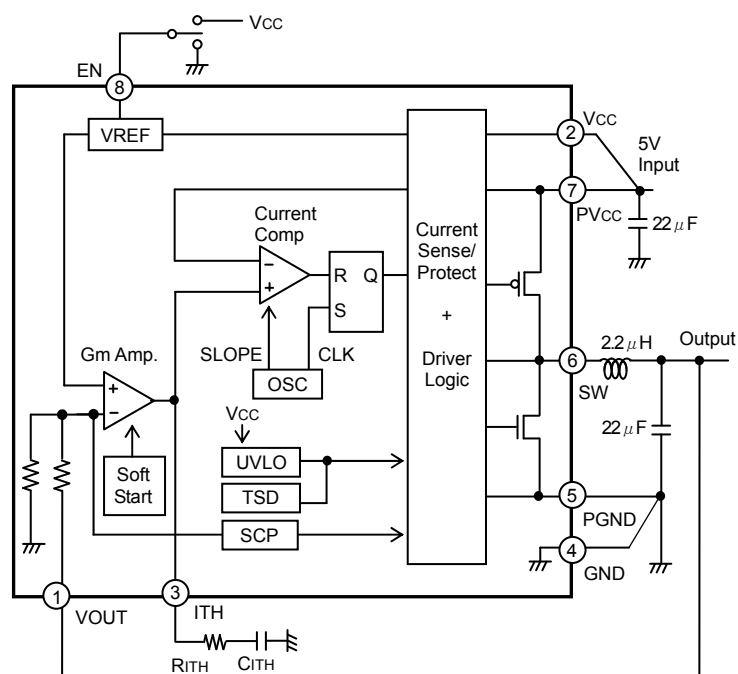 VCC
EN
8
VREF
2
VCC
5V
Input
7
PVCC
22μF
Current
Comp
Current
Sense/
Protect
+
Driver
Logic
−
+
R
Q
S
SLOPE
CLK
OSC
Gm Amp.
+
−
2.2μH
Output
6
SW
VCC
22μF
Soft
Start
UVLO
TSD
SCP
5
PGND
4
GND
1
VOUT
3
ITH
RITH
CITH